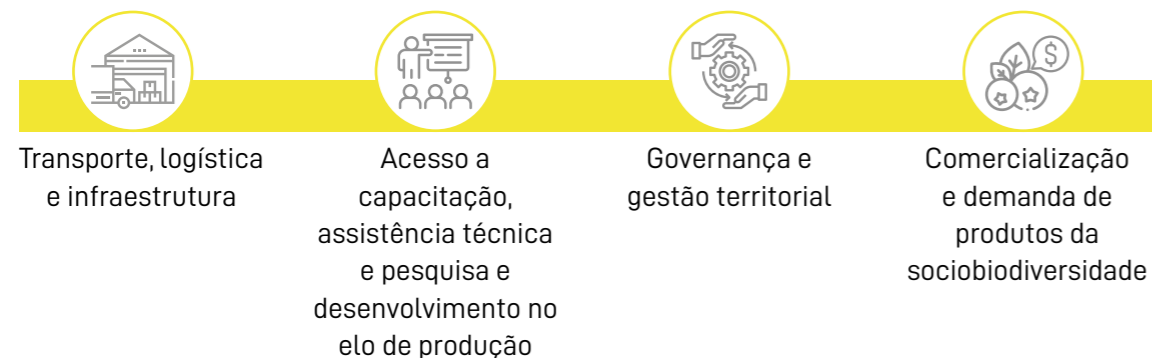 Transporte, logística
e infraestrutura
Acesso a
capacitação,
assistência técnica
e pesquisa e
desenvolvimento no
elo de produção
Governança e
gestão territorial
$
Comercialização
e demanda de
produtos da
sociobiodiversidade